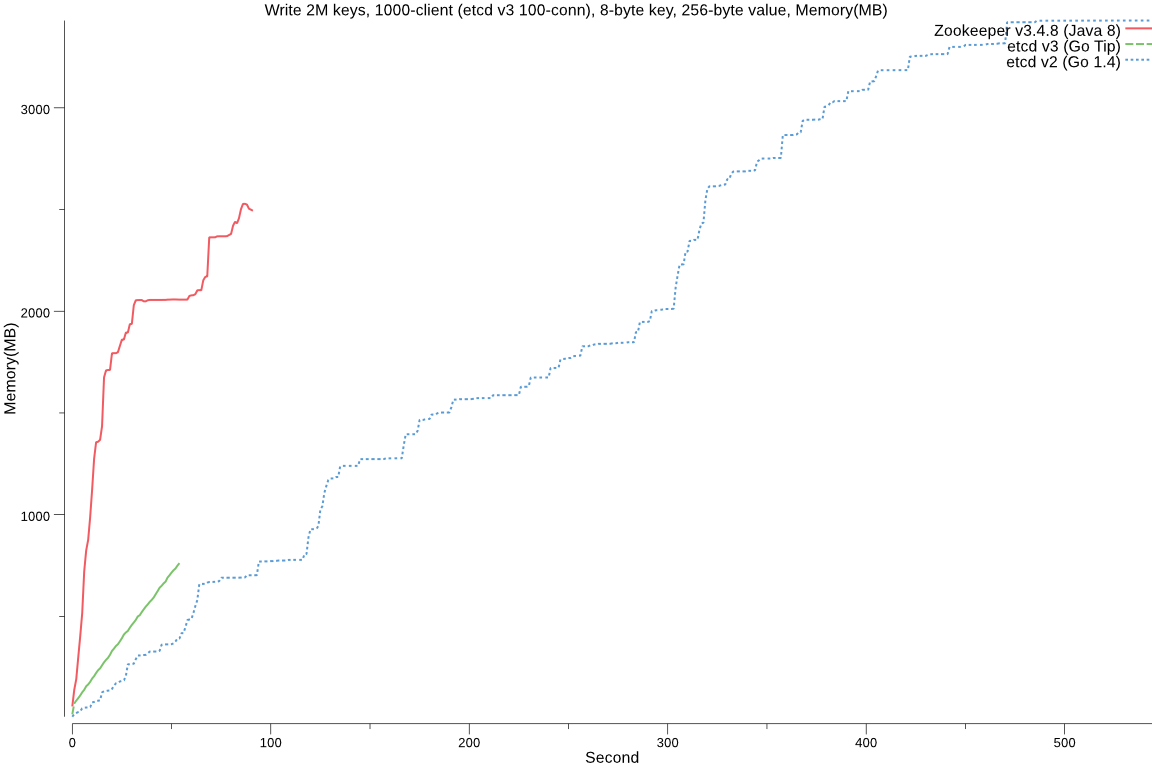 Write 2M keys, 1000-client (etcd v3 100-conn), 8-byte key, 256-byte value, Memory(MB)
Zookeeper v3.4.8 (Java 8)
etcd v3 (Go Tip)
etcd v2 (Go 1.4)
3000
2000
1000
Memory(MB)
0 100 200 300 400 500
Second